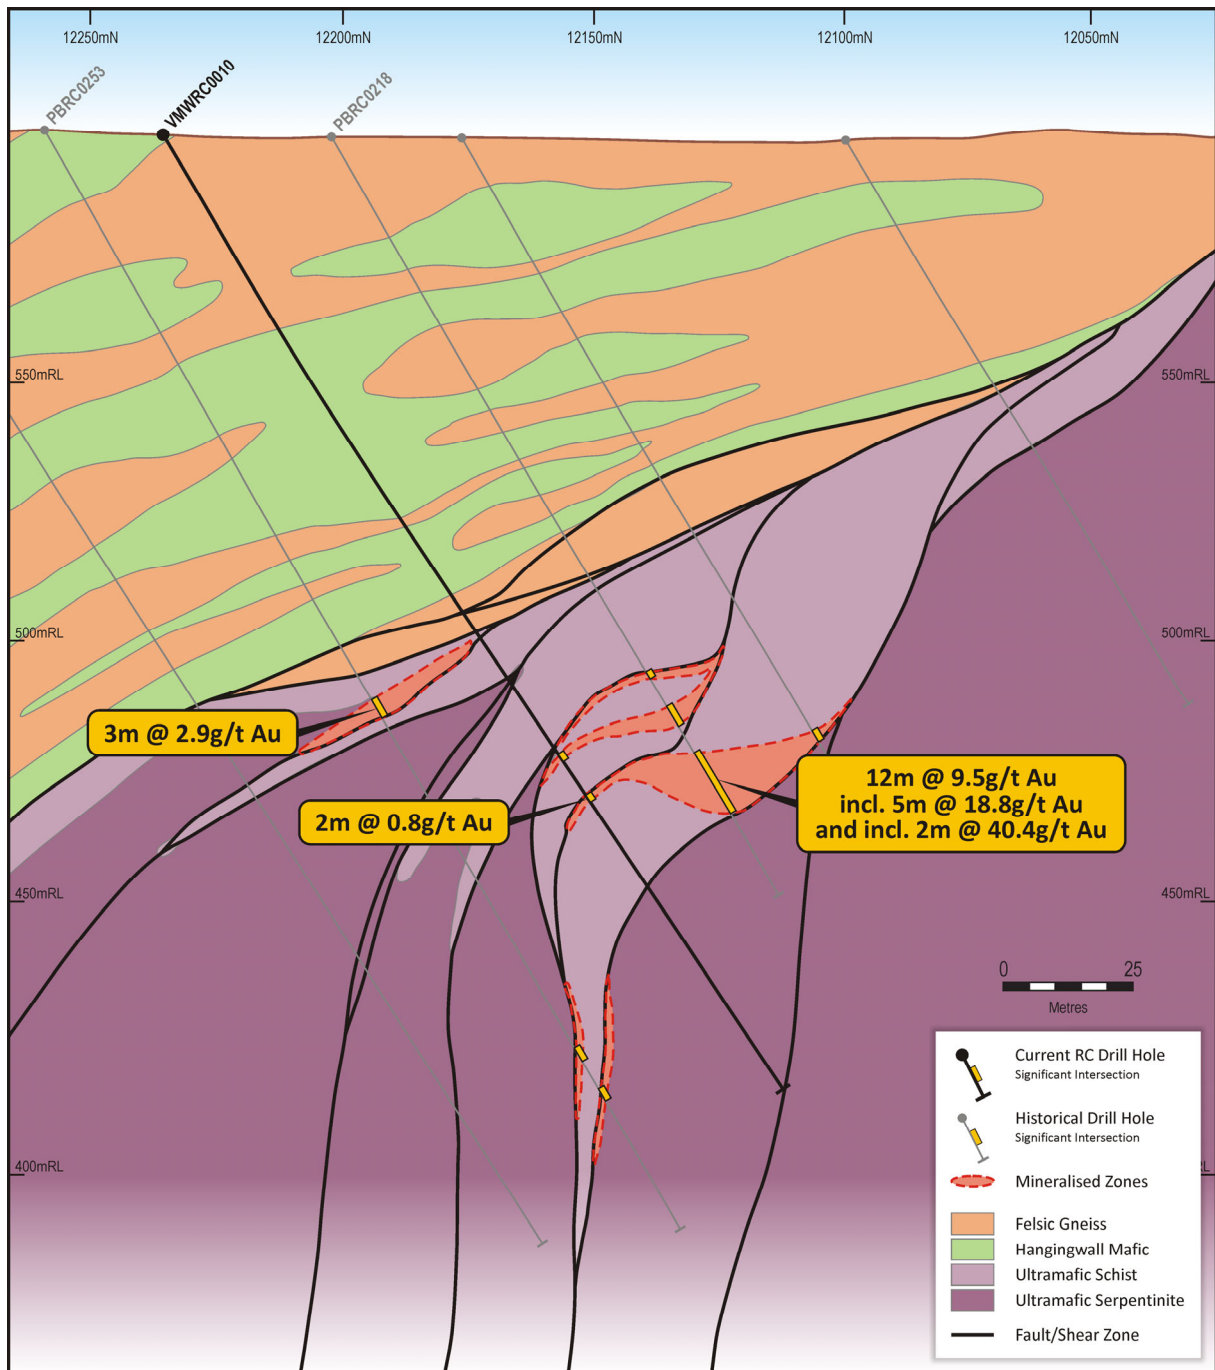 12250mN
12200mN
12150mN
12100mN
12050mN
PBRC0253
VMWRC0010
PBRC0218
550mRL
550mRL
500mRL
500mRL
3m @ 2.9g/t Au
2m @ 0.8g/t Au
12m @ 9.5g/t Au
incl. 5m @ 18.8g/t Au
and incl. 2m @ 40.4g/t Au
450mRL
450mRL
0 25
Metres
400mRL
RL
Current RC Drill Hole
Significant Intersection
Historical Drill Hole
Significant Intersection
Mineralised Zones
Felsic Gneiss
Hangingwall Mafic
Ultramafic Schist
Ultramafic Serpentinite
Fault/Shear Zone